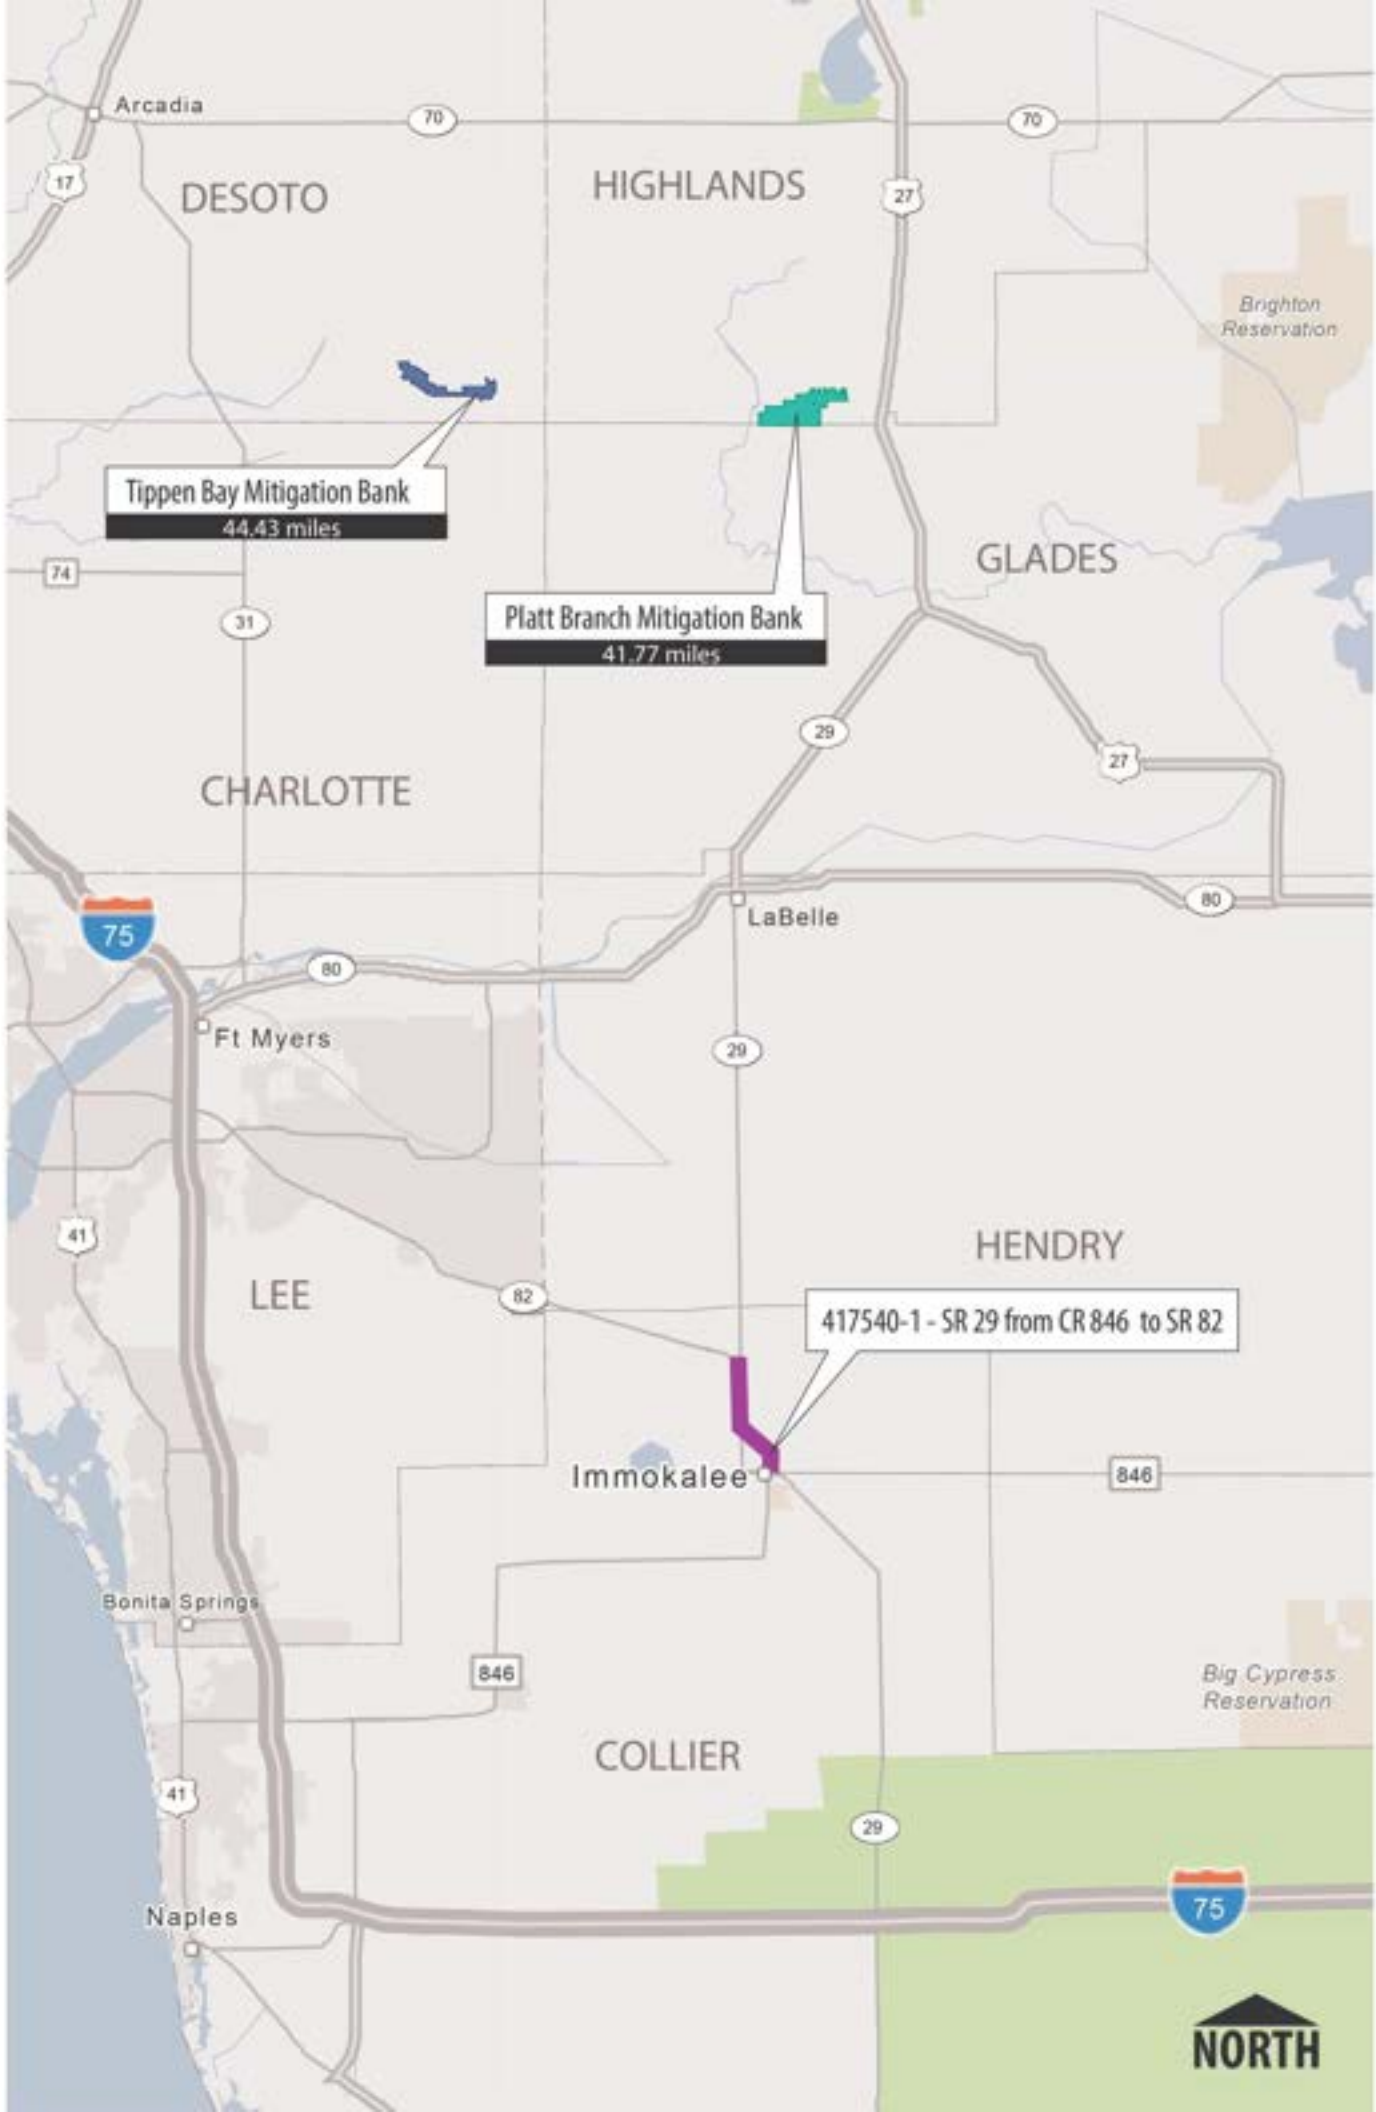 Arcadia
70
70
17
DESOTO
HIGHLANDS
27
Brighton
Reservation
Tippen Bay Mitigation Bank
44.43 miles
GLADES
74
31
Platt Branch Mitigation Bank
41.77 miles
29
27
CHARLOTTE
75
LaBelle
80
80
Ft Myers
29
41
HENDRY
LEE
82
417540-1 - SR 29 from CR 846 to SR 82
Immokalee
846
Bonita Springs
846
Big Cypress
Reservation
COLLIER
41
29
75
Naples
NORTH